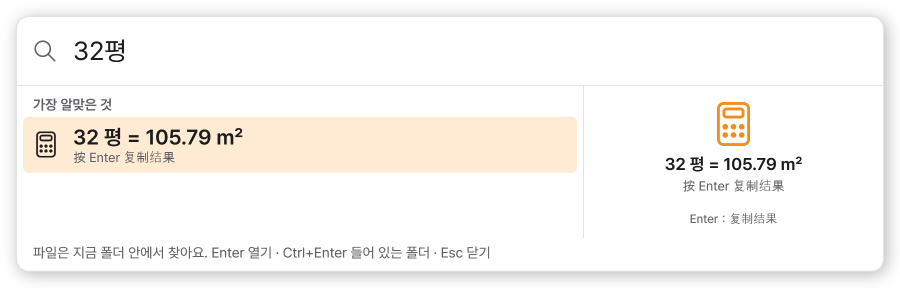 32평
가장 알맞은 것
32 평 = 105.79 m²
按 Enter 复制结果
32 평 = 105.79 m²
按 Enter 复制结果
Enter：复制结果
파일은 지금 폴더 안에서 찾아요. Enter 열기 · Ctrl+Enter 들어 있는 폴더 · Esc 닫기